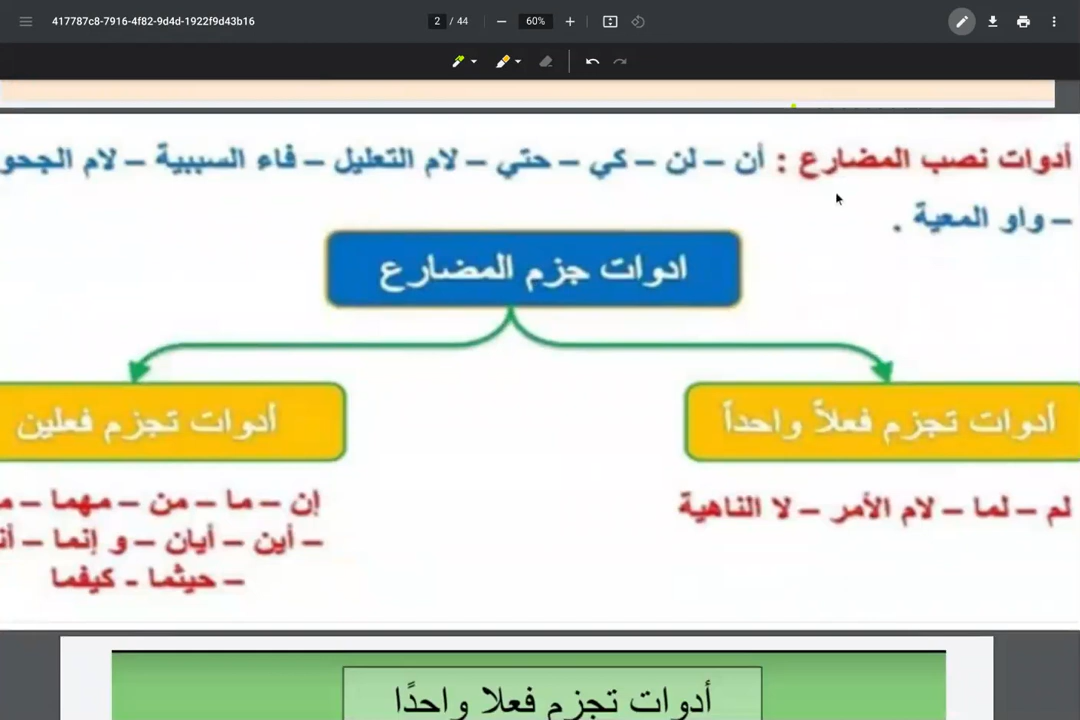 417787c8-7916-4f82-9d4d-1922f9d43b16
2 / 44
60%
أدوات نصب المضارع : أن – لن – كي – حتي – لام التعليل – فاء السببية – لام الجحو
– واو المعية .
ادوات جزم المضارع
أدوات تجزم فعلاً واحداً
أدوات تجزم فعلين
لم – لما – لام الأمر – لا الناهية
إن – ما – من – مهما –
– أين – أيان – و إنما –
– حيثما - كيفما
أدوات تجزم فعلا واحدًا